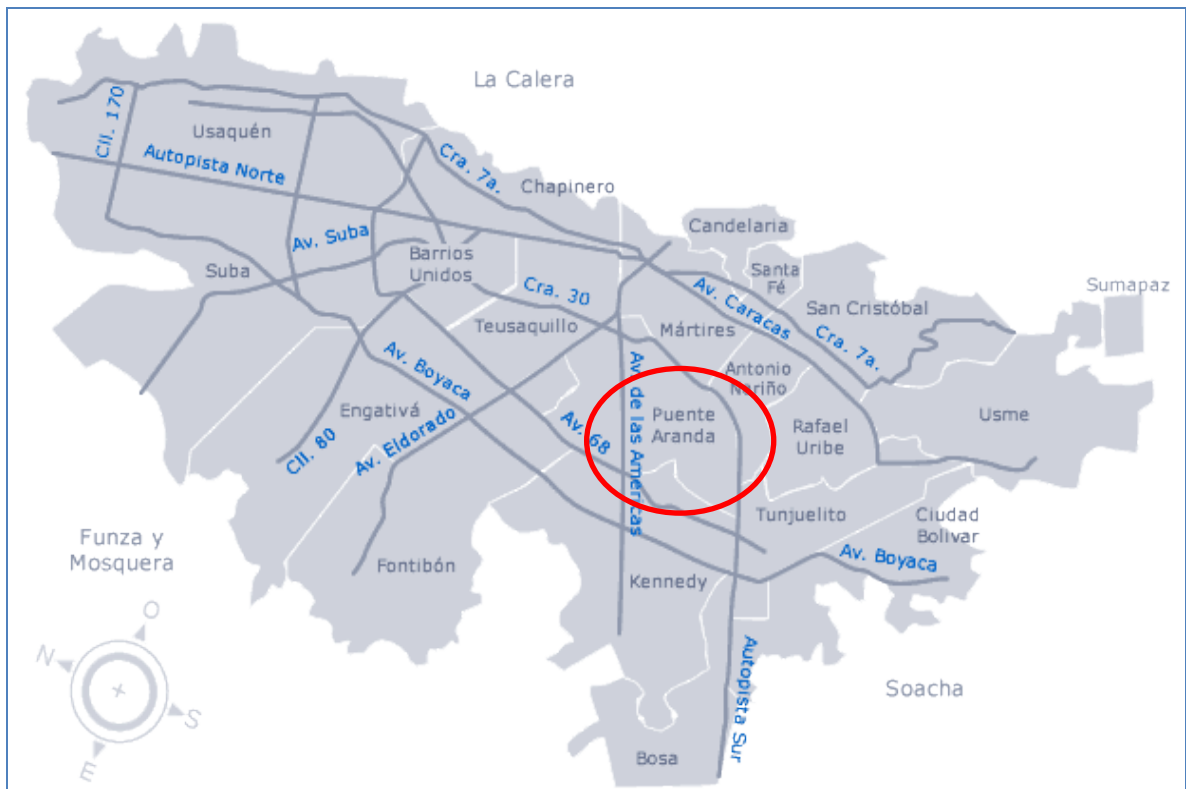 La Calera
Cll. 170
Usaquén
Autopista Norte
Cra. 7a.
Chapinero
Candelaria
Av. Suba
Barrios
Unidos
Suba
Santa
Fé
Sumapaz
Cra. 30
Av. Caracas
San Cristóbal
Teusaquillo
Mártires
Cra. 7a.
Av. Boyaca
Av. de las Americas
Antonio
Nariño
Engativá
Puente
Aranda
Usme
Av. Eldorado
Av. 68
Rafael
Uribe
Cll. 80
Tunjuelito
Ciudad
Bolivar
Funza y
Mosquera
Fontibón
Kennedy
Av. Boyaca
O
N
S
E
Autopista Sur
Soacha
Bosa